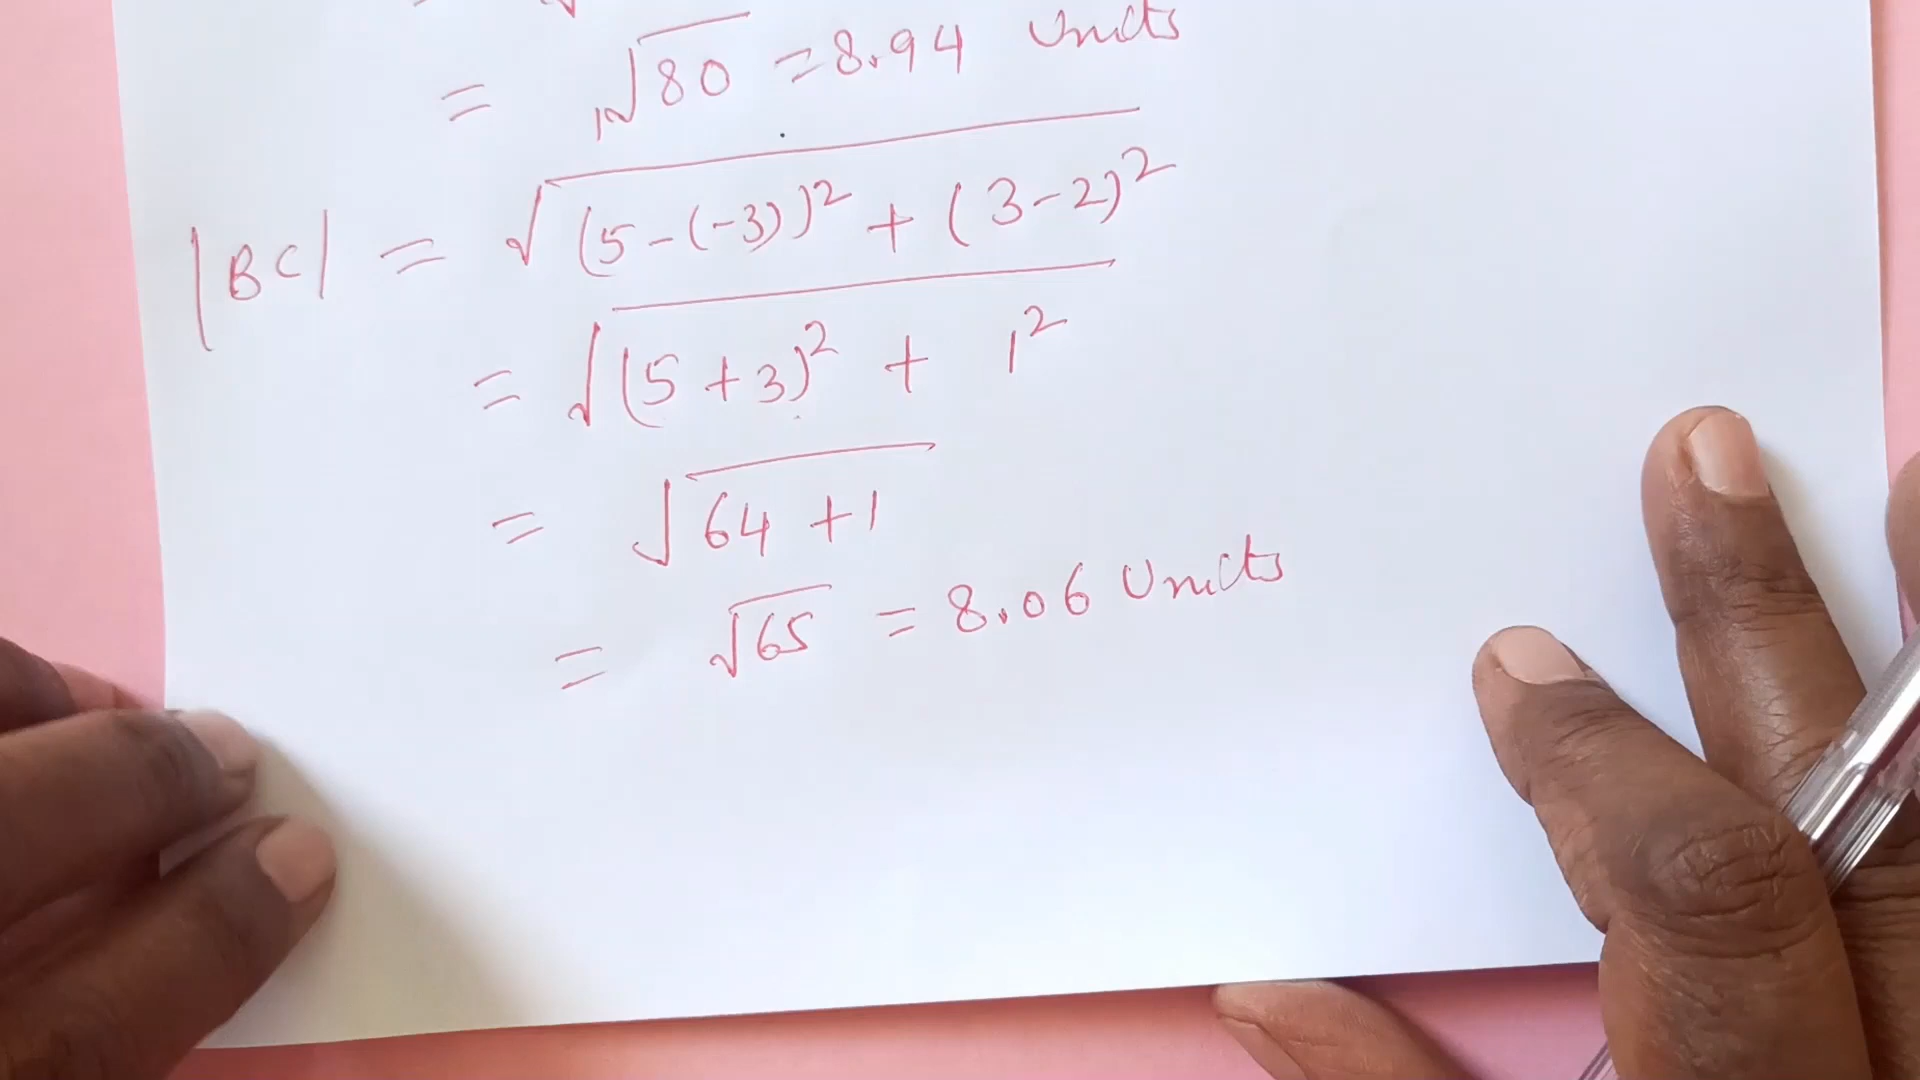 = √80 = 8.94 Units
|BC| = √(5-(-3))² + (3-2)²
= √(5+3)² + 1²
= √64+1
= √65 = 8.06 Units